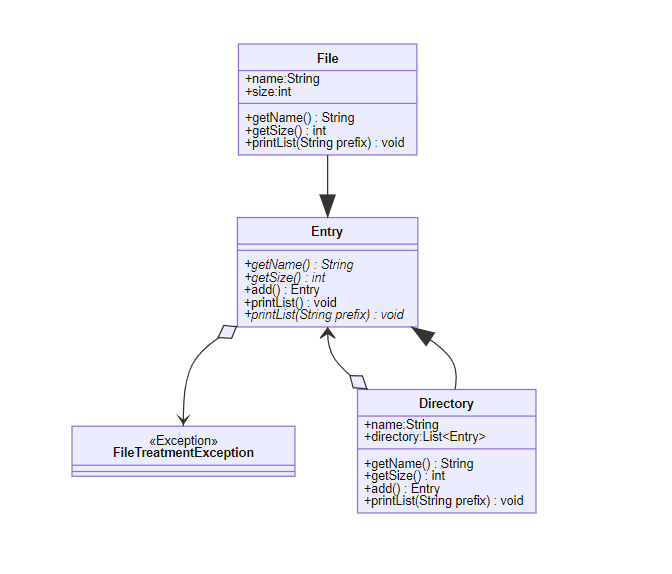 File
+name:String
+size:int
+getName() : String
+getSize() : int
+printList(String prefix) : void
Entry
+getName() : String
+getSize() : int
+add() : Entry
+printList() : void
+printList(String prefix) : void
«Exception»
FileTreatmentException
Directory
+name:String
+directory:List<Entry>
+getName() : String
+getSize() : int
+add() : Entry
+printList(String prefix) : void